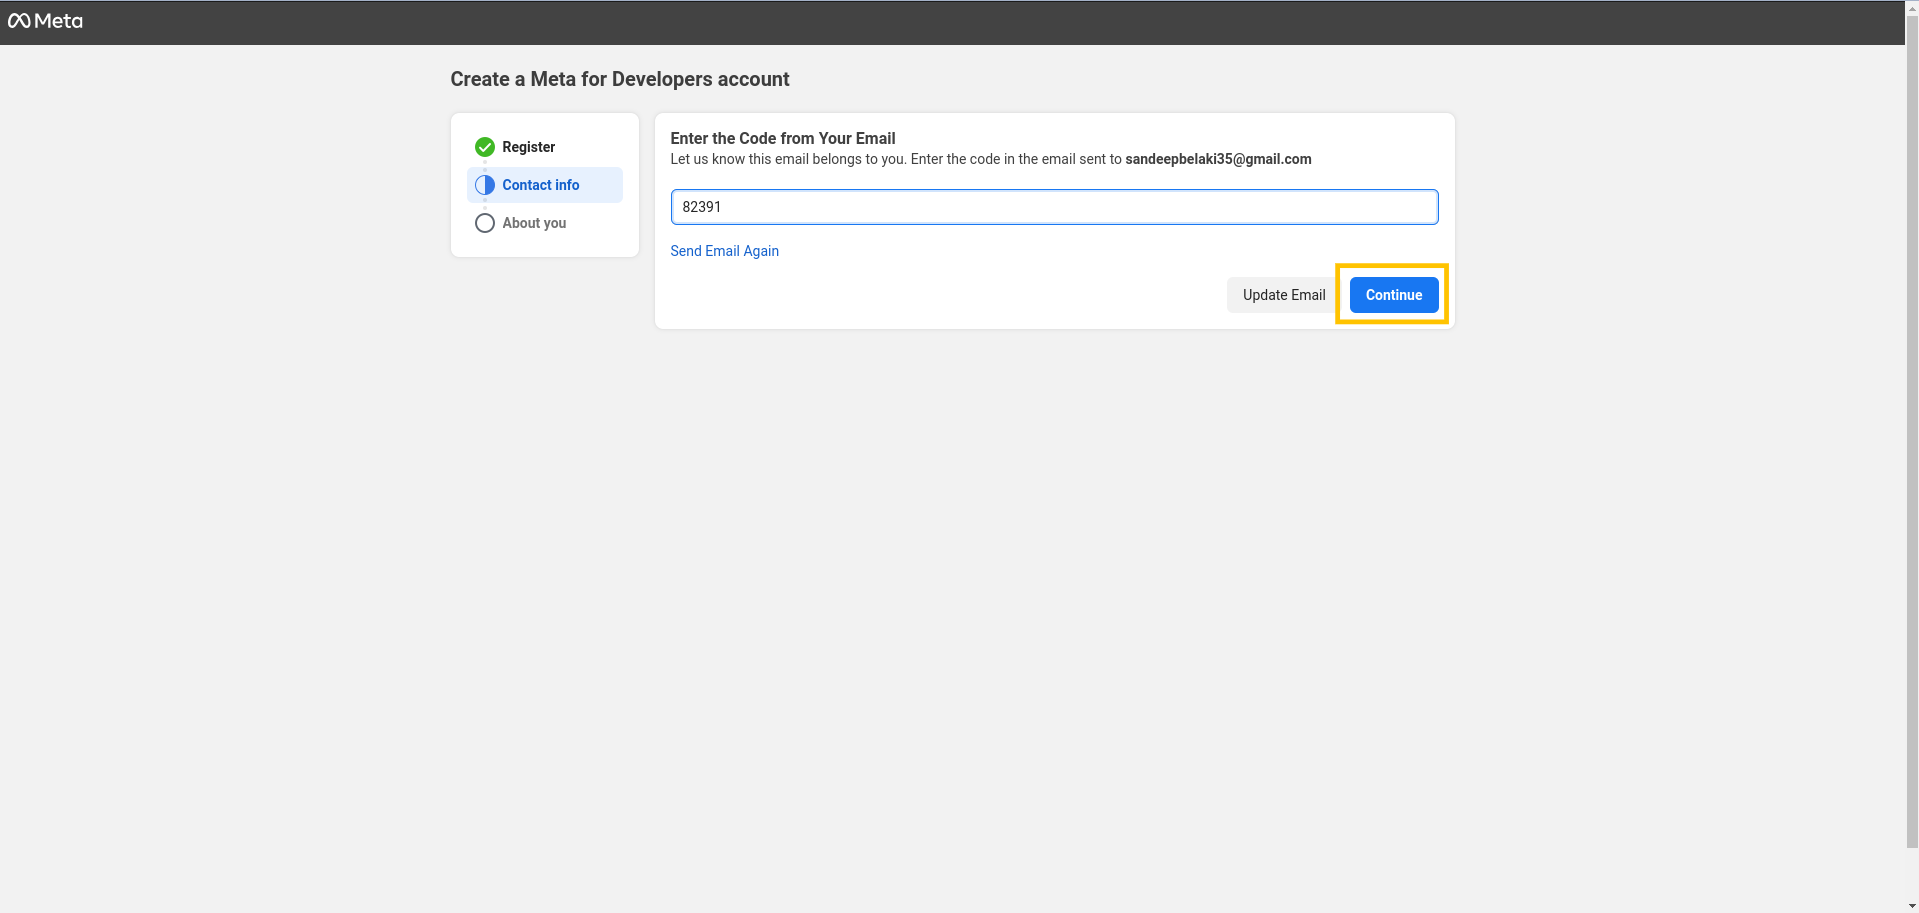 Meta
Create a Meta for Developers account
Register
Contact info
About you
Enter the Code from Your Email
Let us know this email belongs to you. Enter the code in the email sent to sandeepbelaki35@gmail.com
82391
Send Email Again
Update Email
Continue